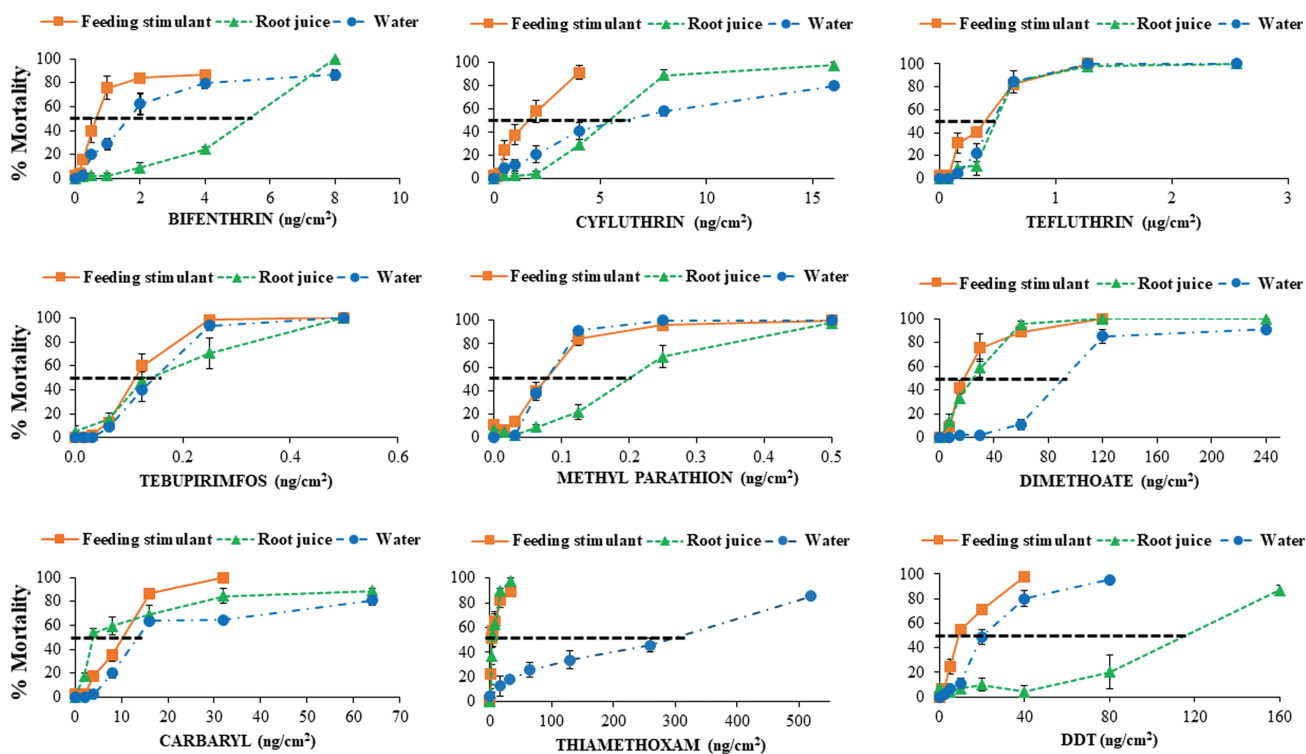 Feeding stimulant Root juice Water
% Mortality
100
80
60
40
20
0
0 2 4 6 8 10
BIFENTHRIN (ng/cm²)
Feeding stimulant Root juice Water
100
80
60
40
20
0
0 5 10 15
CYFLUTHRIN (ng/cm²)
Feeding stimulant Root juice Water
100
80
60
40
20
0
0 1 2 3
TEFLUTHRIN (µg/cm²)
Feeding stimulant Root juice Water
% Mortality
100
80
60
40
20
0
0.0 0.2 0.4 0.6
TEBUPIRIMFOS (ng/cm²)
Feeding stimulant Root juice Water
100
80
60
40
20
0
0.0 0.1 0.2 0.3 0.4 0.5
METHYL PARATHION (ng/cm²)
Feeding stimulant Root juice Water
100
80
60
40
20
0
0 40 80 120 160 200 240
DIMETHOATE (ng/cm²)
Feeding stimulant Root juice Water
% Mortality
100
80
60
40
20
0
0 10 20 30 40 50 60 70
CARBARYL (ng/cm²)
Feeding stimulant Root juice Water
100
90
80
70
60
50
40
30
20
10
0
0 100 200 300 400 500
THIAMETHOXAM (ng/cm²)
Feeding stimulant Root juice Water
100
80
60
40
20
0
0 40 80 120 160
DDT (ng/cm²)